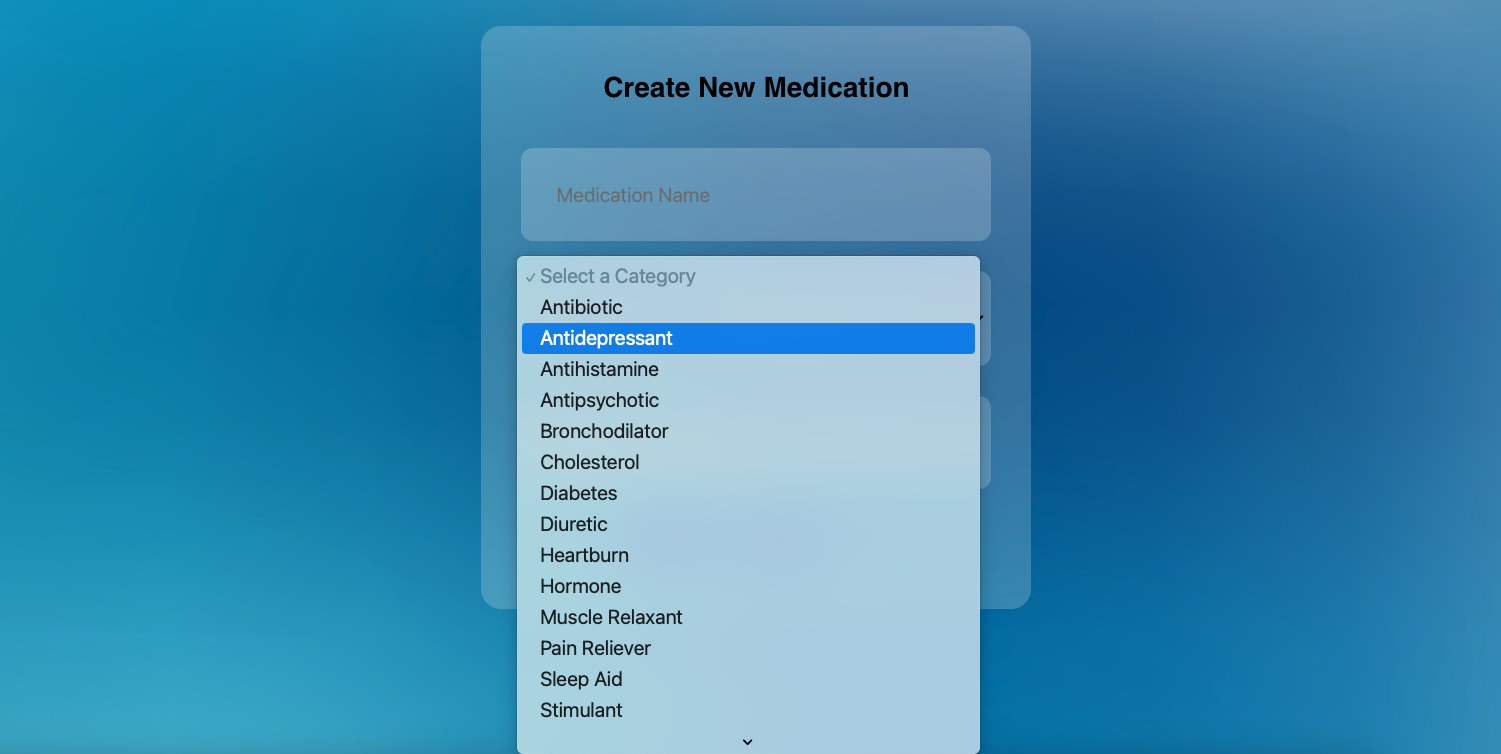 Create New Medication
Medication Name
Select a Category
Antibiotic
Antidepressant
Antihistamine
Antipsychotic
Bronchodilator
Cholesterol
Diabetes
Diuretic
Heartburn
Hormone
Muscle Relaxant
Pain Reliever
Sleep Aid
Stimulant